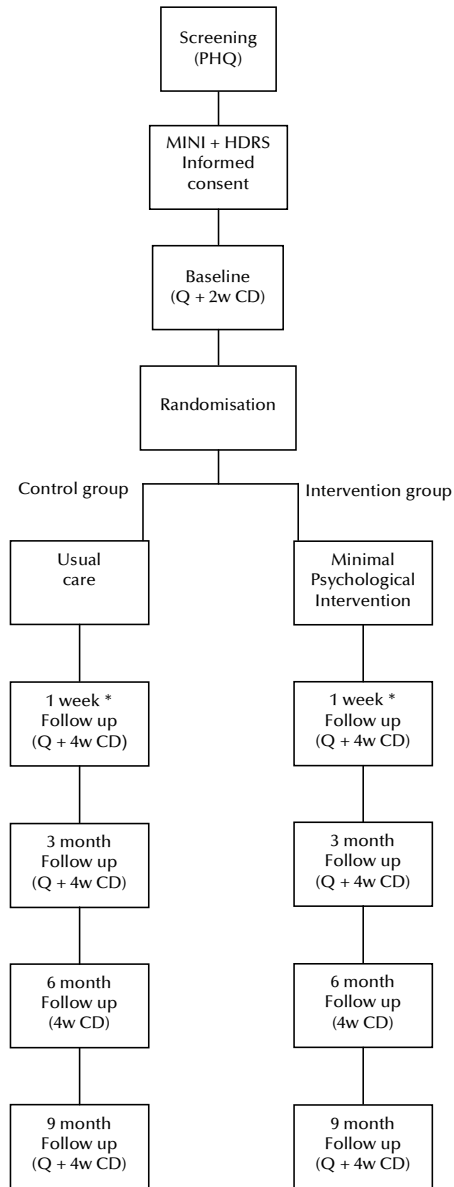 Screening
(PHQ)
MINI + HDRS
Informed
consent
Baseline
(Q + 2w CD)
Randomisation
Control group
Intervention group
Usual
care
Minimal
Psychological
Intervention
1 week *
Follow up
(Q + 4w CD)
1 week *
Follow up
(Q + 4w CD)
3 month
Follow up
(Q + 4w CD)
3 month
Follow up
(Q + 4w CD)
6 month
Follow up
(4w CD)
6 month
Follow up
(4w CD)
9 month
Follow up
(Q + 4w CD)
9 month
Follow up
(Q + 4w CD)